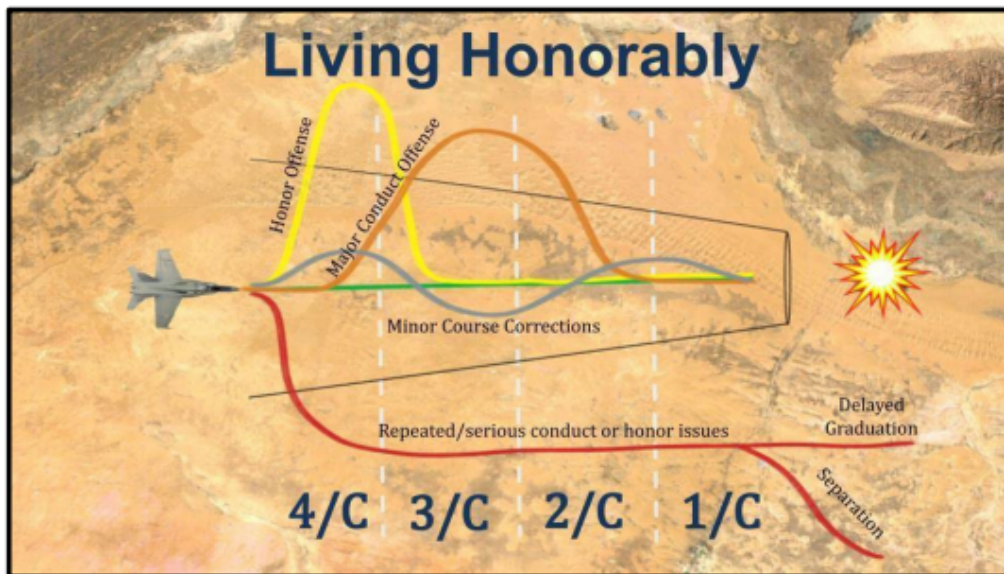 Living Honorably
Honor Offense
Major Conduct Offense
Minor Course Corrections
Repeated/serious conduct or honor issues
Delayed
Graduation
Separation
4/C
3/C
2/C
1/C